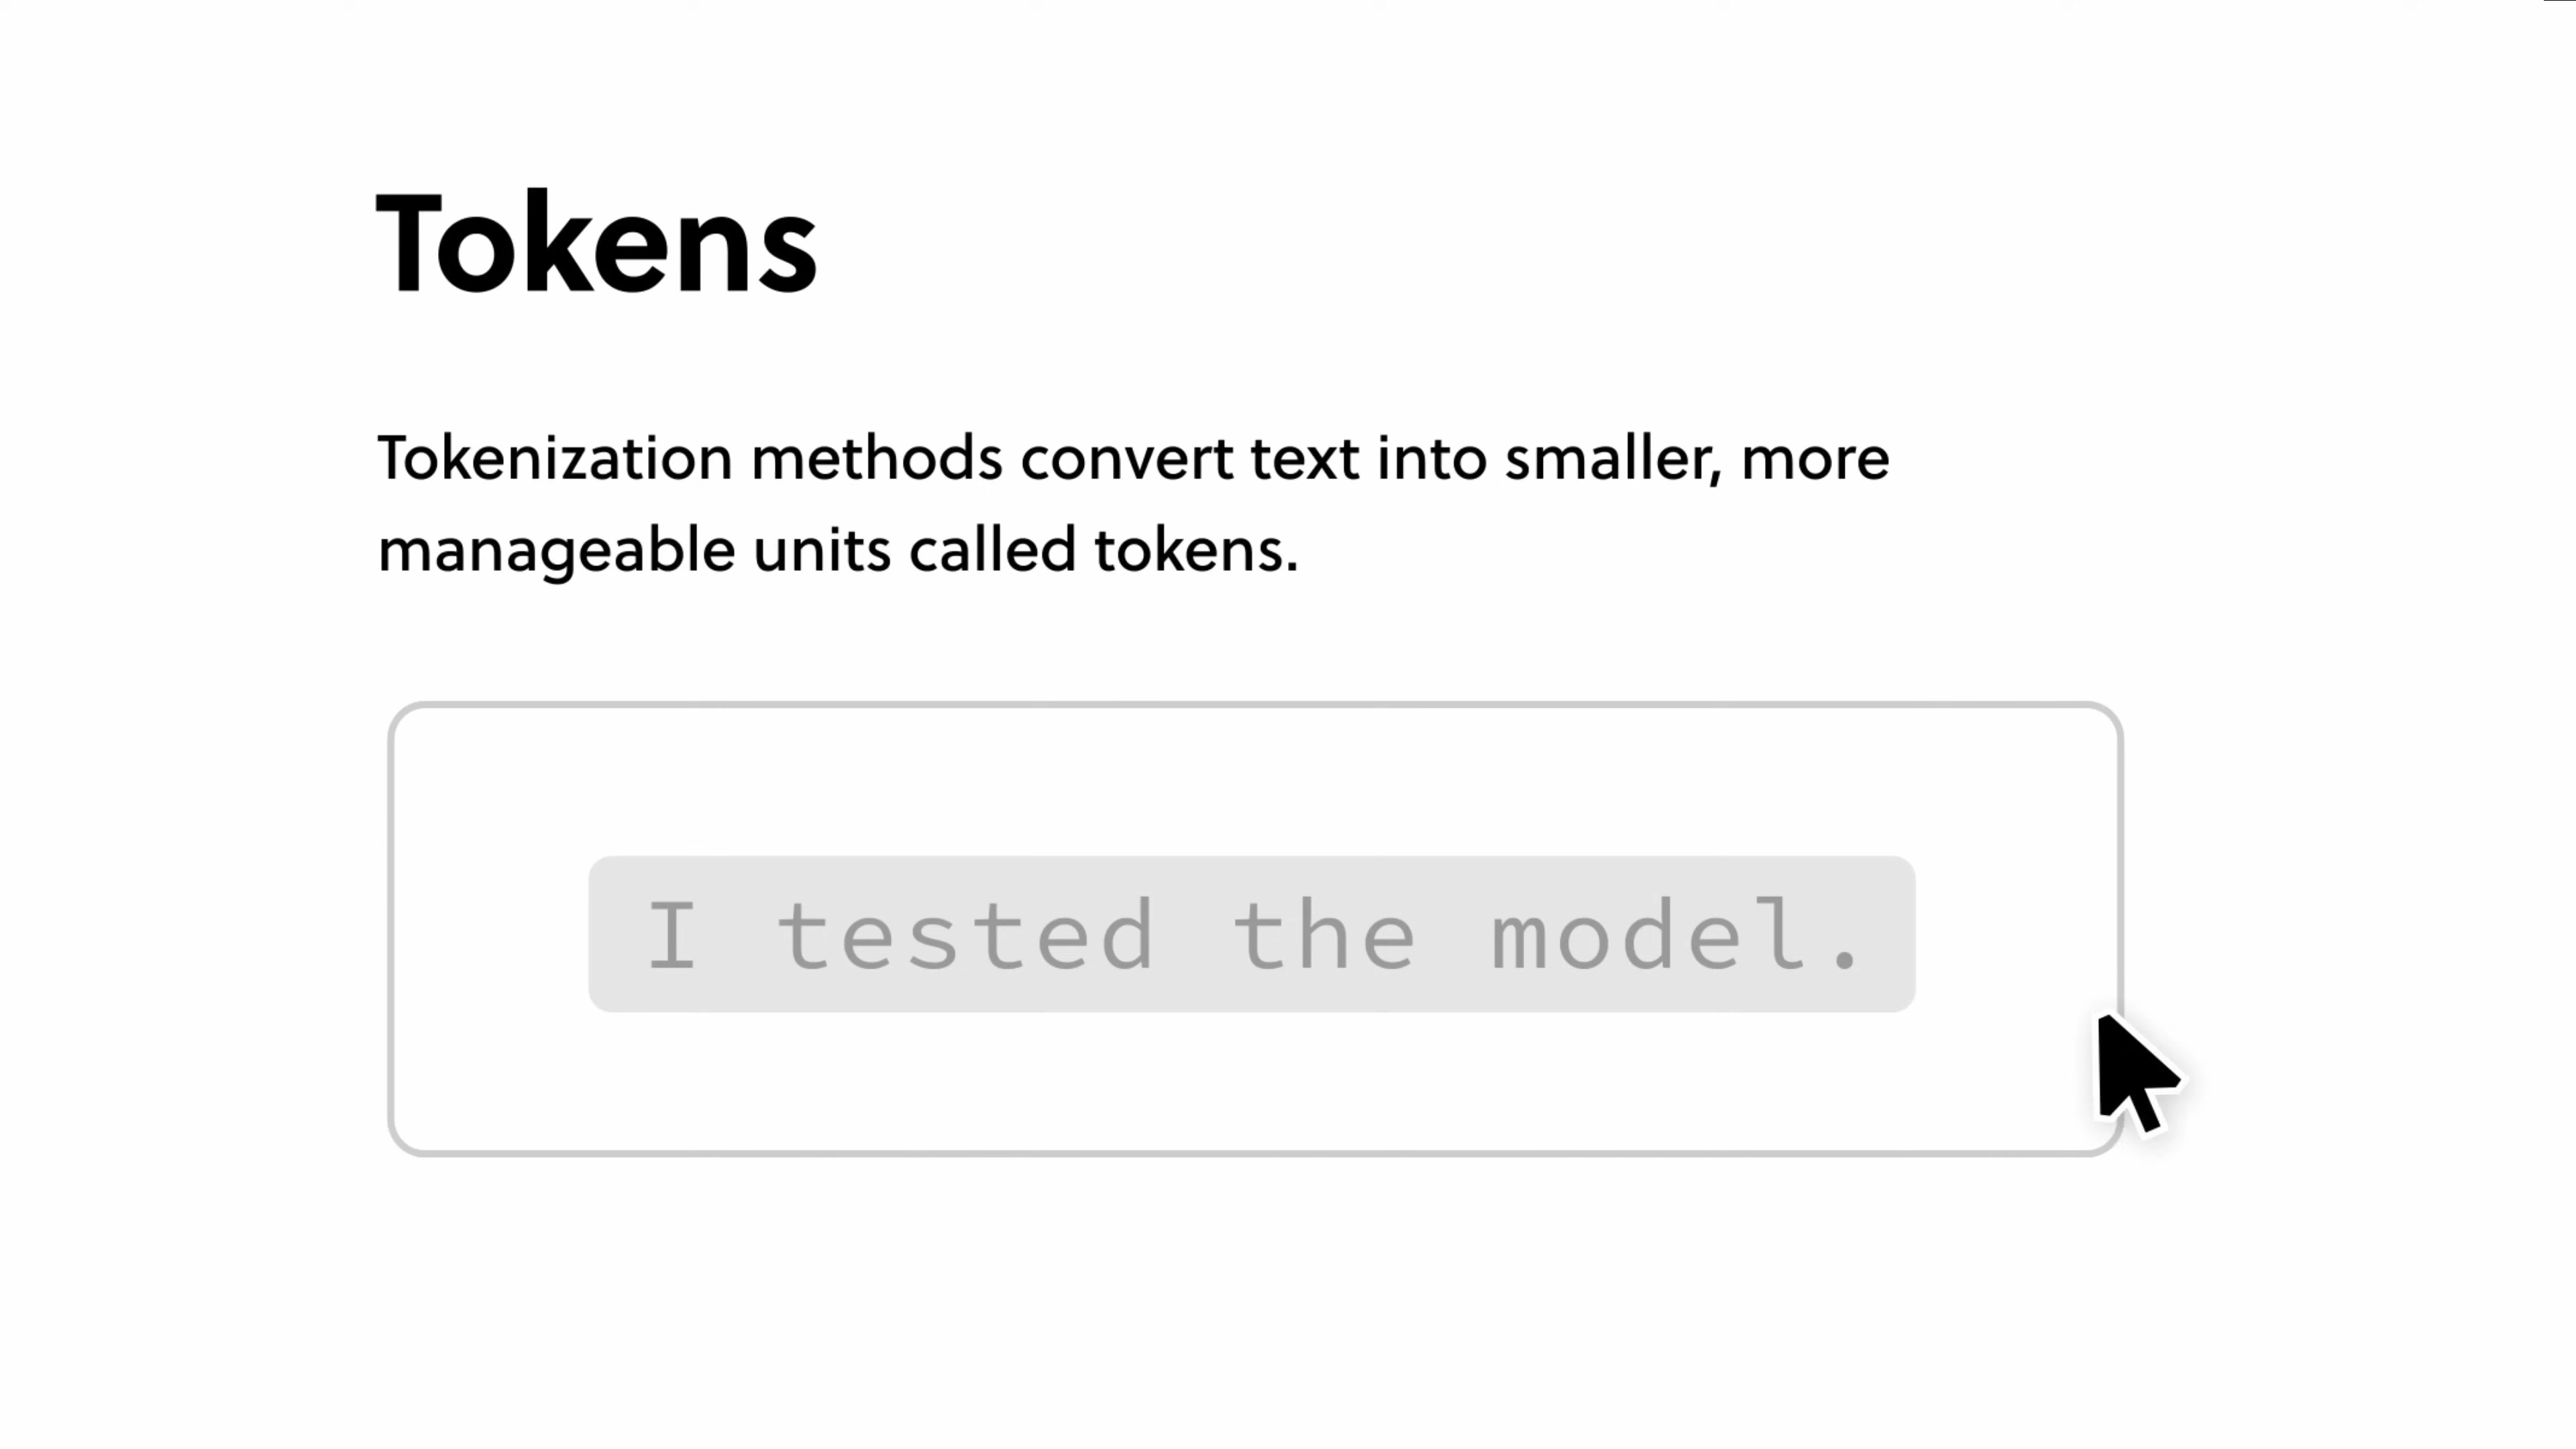 Tokens
Tokenization methods convert text into smaller, more
manageable units called tokens.
I tested the model.